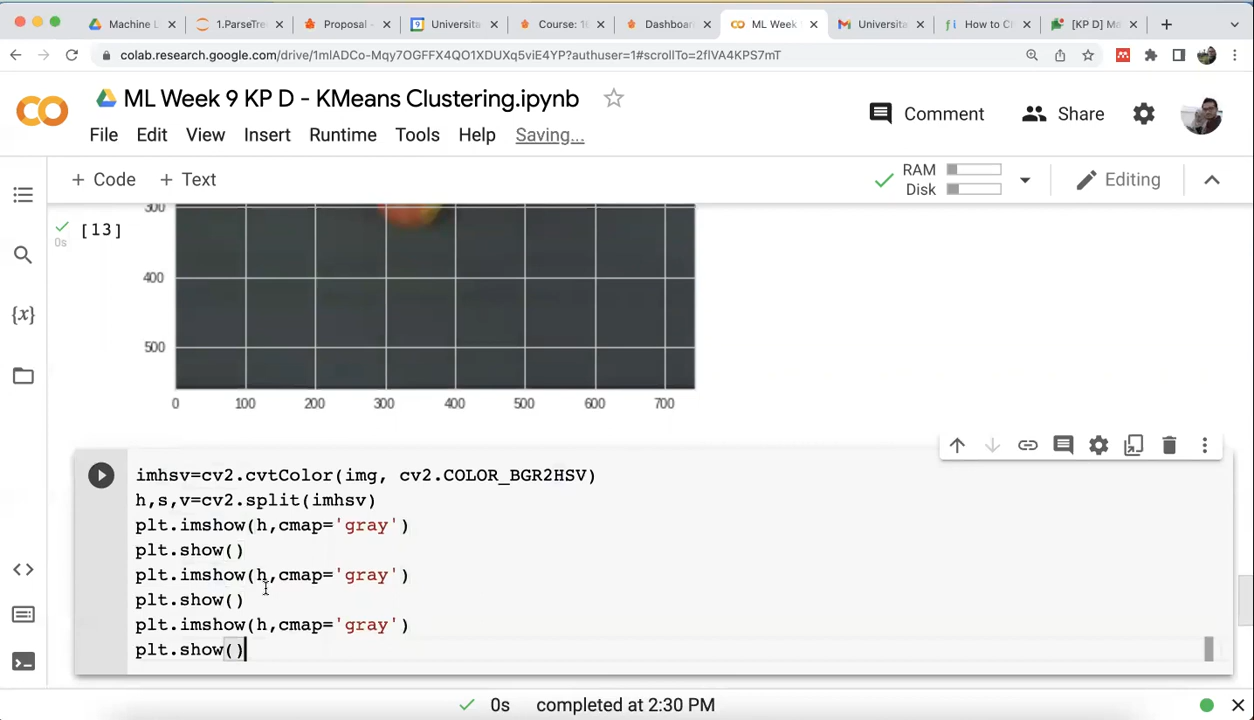 Machine L
1.ParseTre
Proposal -
Universita
Course: 1
Dashboar
ML Week
Universita
How to C
[KP D] Ma
colab.research.google.com/drive/1mlADCo-Mqy7OGFFX4QO1XDUXq5viE4YP?authuser=1#scrollTo=2flVA4KPS7mT
ML Week 9 KP D - KMeans Clustering.ipynb
Comment
Share
File Edit View Insert Runtime Tools Help Saving...
+ Code + Text
RAM
Disk
Editing
[13]
0s
300
400
500
0 100 200 300 400 500 600 700
imhsv=cv2.cvtColor(img, cv2.COLOR_BGR2HSV)
h,s,v=cv2.split(imhsv)
plt.imshow(h,cmap='gray')
plt.show()
plt.imshow(h,cmap='gray')
plt.show()
plt.imshow(h,cmap='gray')
plt.show()
0s completed at 2:30 PM